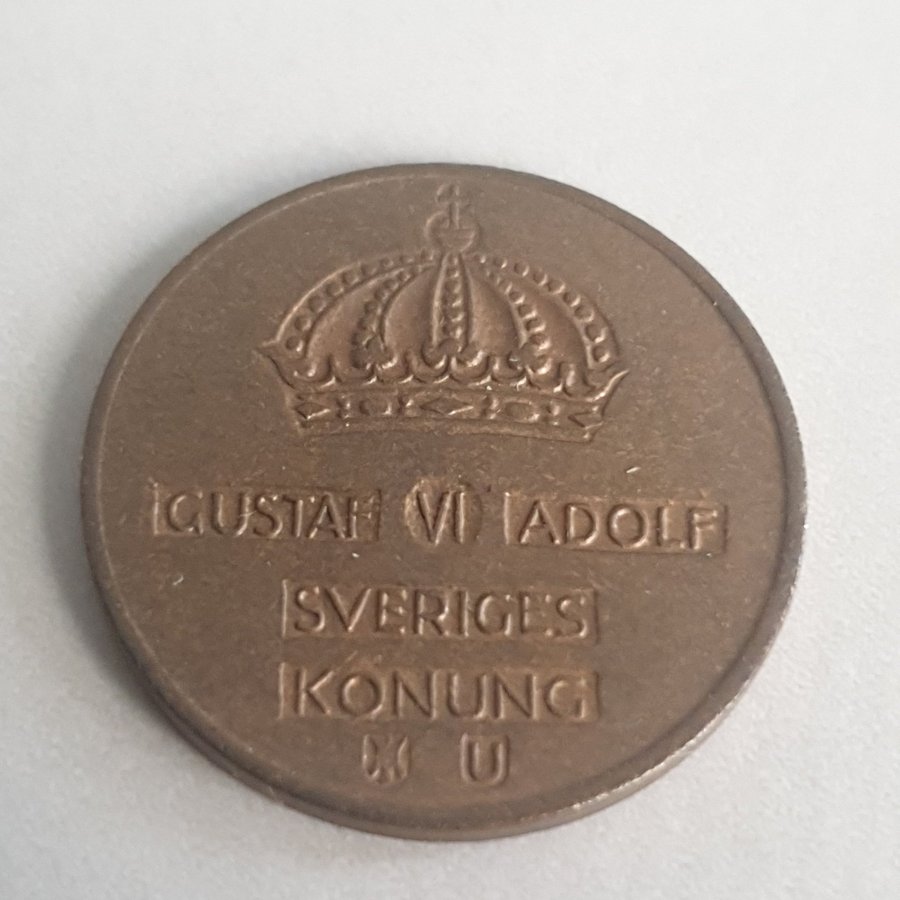 GUSTAF VI ADOLF
SVERIGES
KONUNG
U